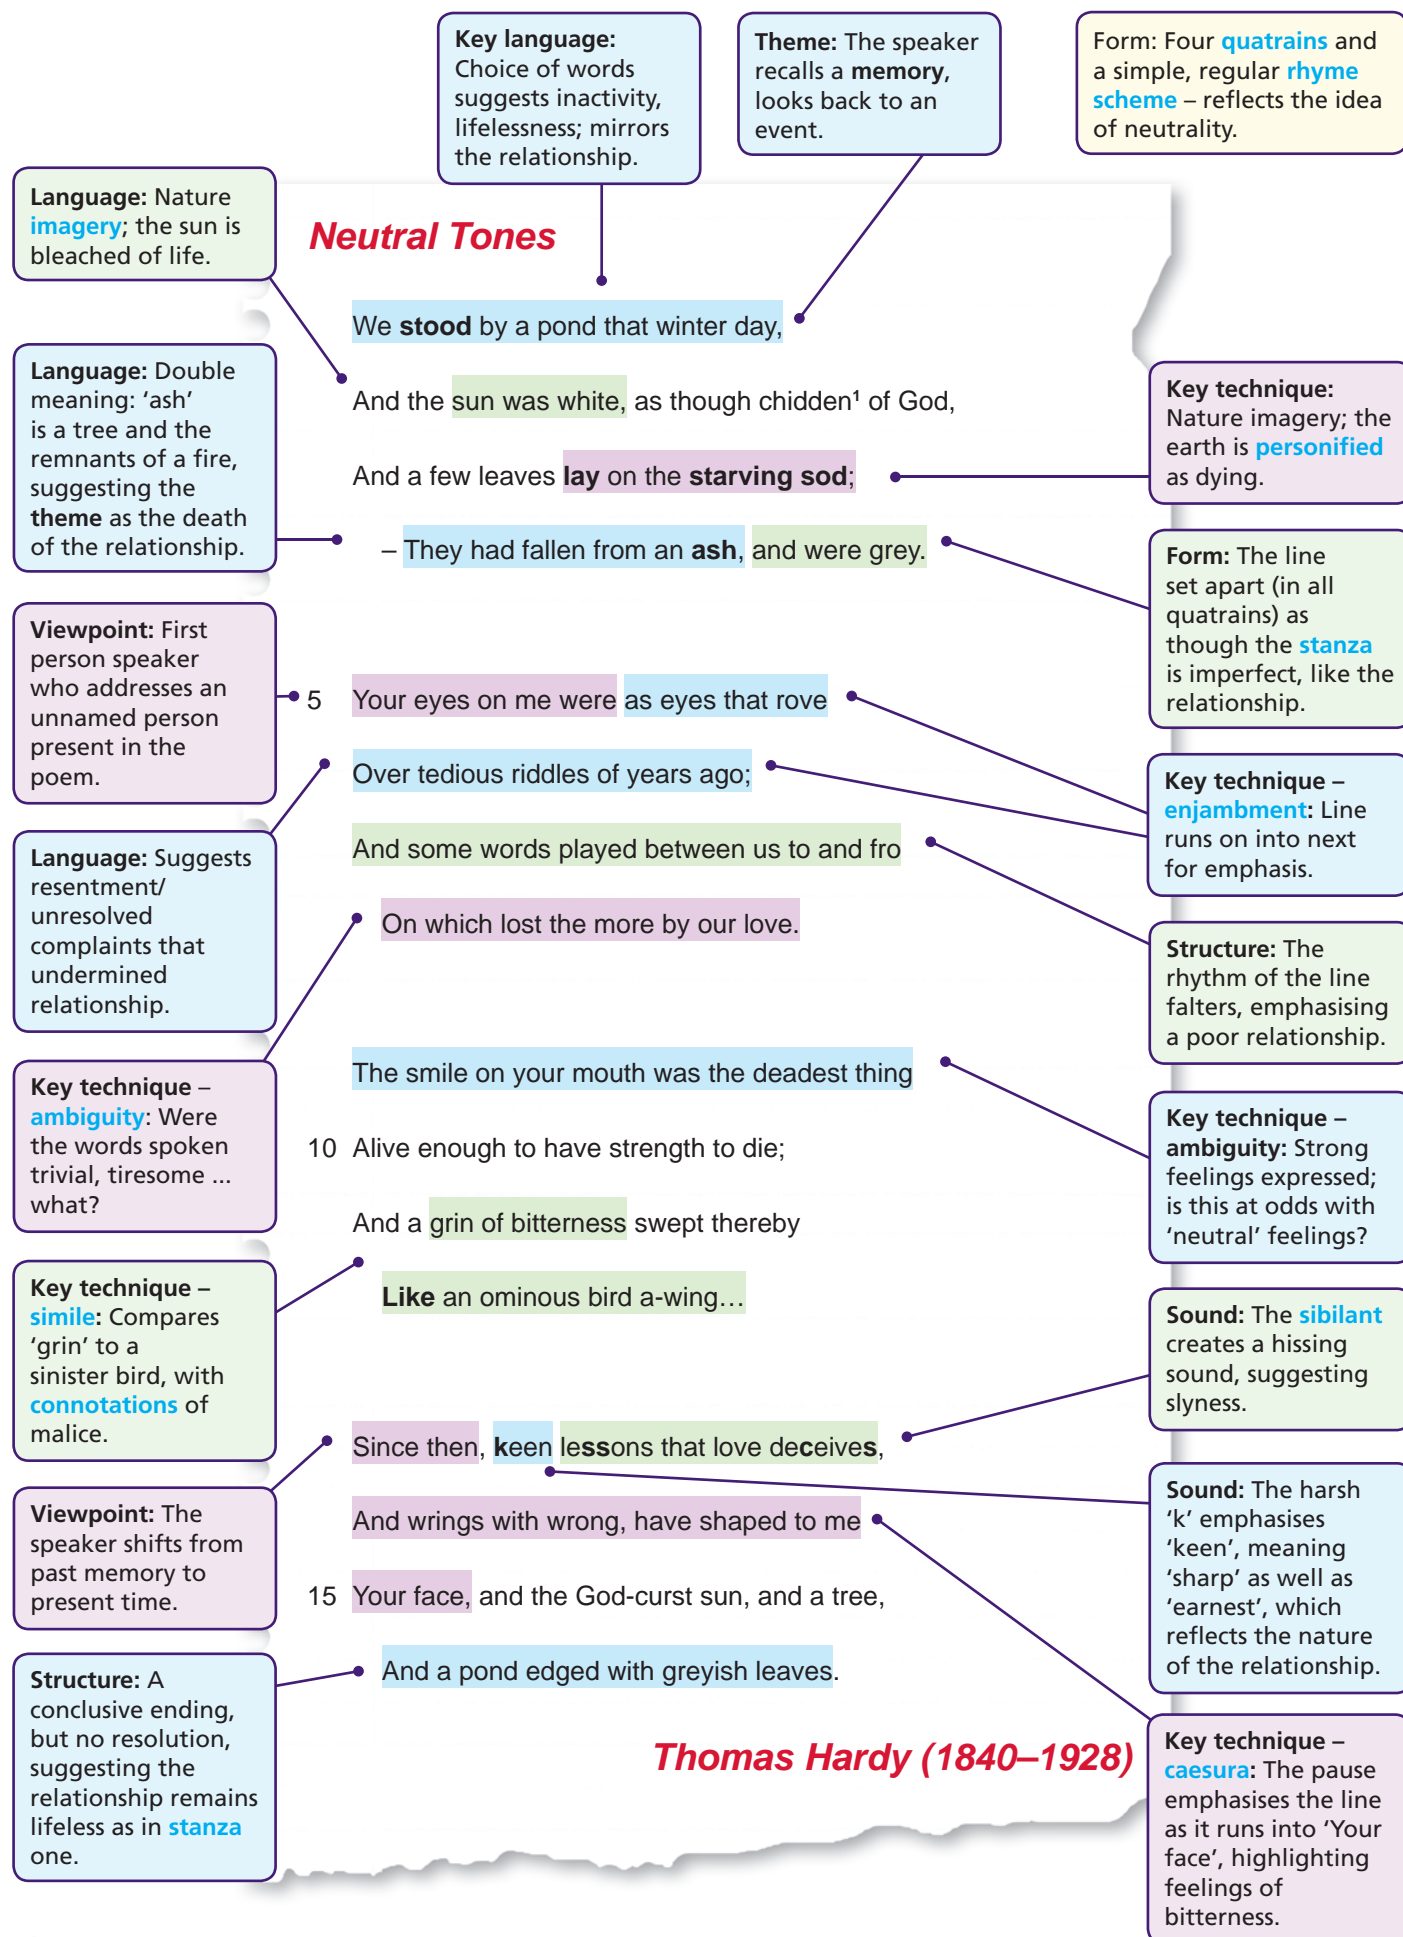 Key language:
Choice of words
suggests inactivity,
lifelessness; mirrors
the relationship.
Theme: The speaker
recalls a memory,
looks back to an
event.
Form: Four quatrains and
a simple, regular rhyme
scheme – reflects the idea
of neutrality.
Language: Nature
imagery; the sun is
bleached of life.
Language: Double
meaning: ‘ash’
is a tree and the
remnants of a fire,
suggesting the
theme as the death
of the relationship.
Viewpoint: First
person speaker
who addresses an
unnamed person
present in the
poem.
Language: Suggests
resentment/
unresolved
complaints that
undermined
relationship.
Key technique –
ambiguity: Were
the words spoken
trivial, tiresome ...
what?
Key technique –
simile: Compares
‘grin’ to a
sinister bird, with
connotations of
malice.
Viewpoint: The
speaker shifts from
past memory to
present time.
Structure: A
conclusive ending,
but no resolution,
suggesting the
relationship remains
lifeless as in stanza
one.
Neutral Tones
We stood by a pond that winter day,
And the sun was white, as though chidden¹ of God,
And a few leaves lay on the starving sod;
– They had fallen from an ash, and were grey.
5 Your eyes on me were as eyes that rove
Over tedious riddles of years ago;
And some words played between us to and fro
On which lost the more by our love.
The smile on your mouth was the deadest thing
10 Alive enough to have strength to die;
And a grin of bitterness swept thereby
Like an ominous bird a-wing…
Since then, keen lessons that love deceives,
And wrings with wrong, have shaped to me
15 Your face, and the God-curst sun, and a tree,
And a pond edged with greyish leaves.
Thomas Hardy (1840–1928)
Key technique:
Nature imagery; the
earth is personified
as dying.
Form: The line
set apart (in all
quatrains) as
though the stanza
is imperfect, like the
relationship.
Key technique –
enjambment: Line
runs on into next
for emphasis.
Structure: The
rhythm of the line
falters, emphasising
a poor relationship.
Key technique –
ambiguity: Strong
feelings expressed;
is this at odds with
‘neutral’ feelings?
Sound: The sibilant
creates a hissing
sound, suggesting
slyness.
Sound: The harsh
‘k’ emphasises
‘keen’, meaning
‘sharp’ as well as
‘earnest’, which
reflects the nature
of the relationship.
Key technique –
caesura: The pause
emphasises the line
as it runs into ‘Your
face’, highlighting
feelings of
bitterness.